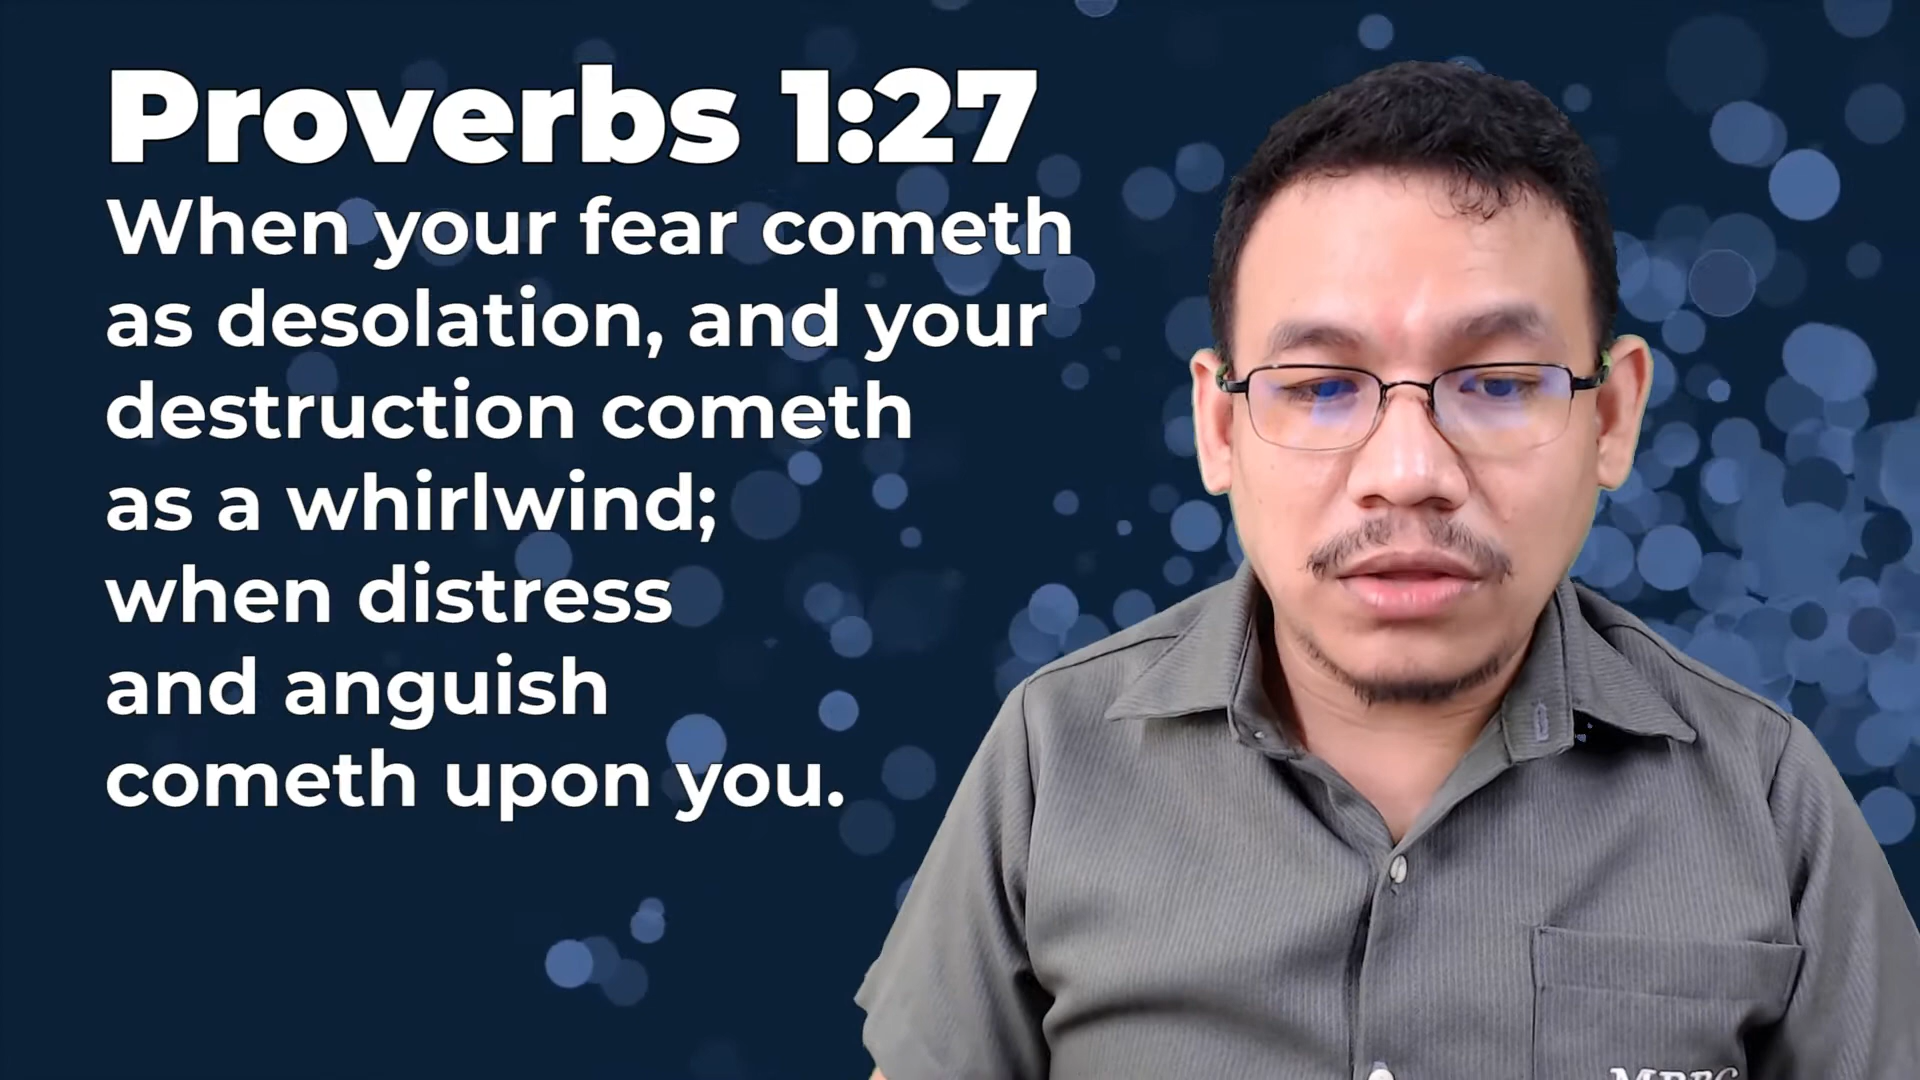 Proverbs 1:27
When your fear cometh
as desolation, and your
destruction cometh
as a whirlwind;
when distress
and anguish
cometh upon you.